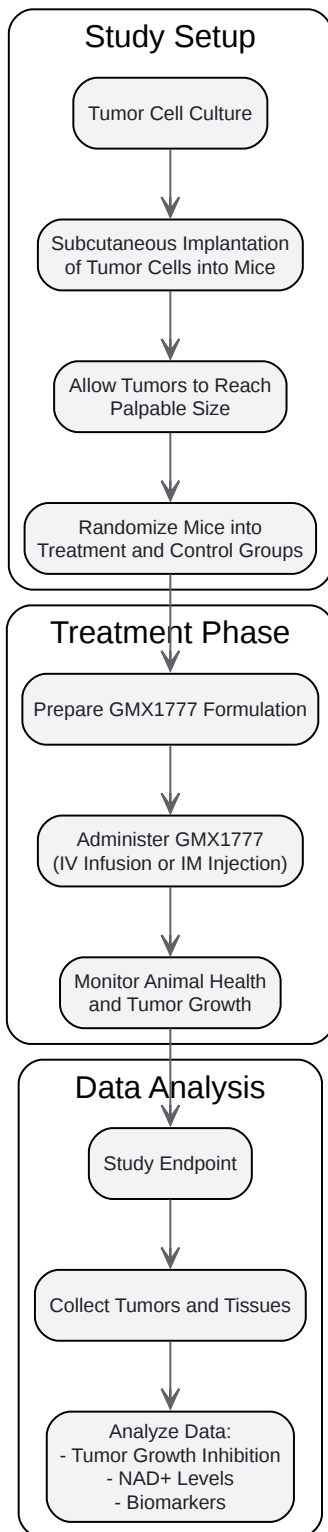 Study Setup
Tumor Cell Culture
Subcutaneous Implantation
of Tumor Cells into Mice
Allow Tumors to Reach
Palpable Size
Randomize Mice into
Treatment and Control Groups
Treatment Phase
Prepare GMX1777 Formulation
Administer GMX1777
(IV Infusion or IM Injection)
Monitor Animal Health
and Tumor Growth
Data Analysis
Study Endpoint
Collect Tumors and Tissues
Analyze Data:
- Tumor Growth Inhibition
- NAD+ Levels
- Biomarkers